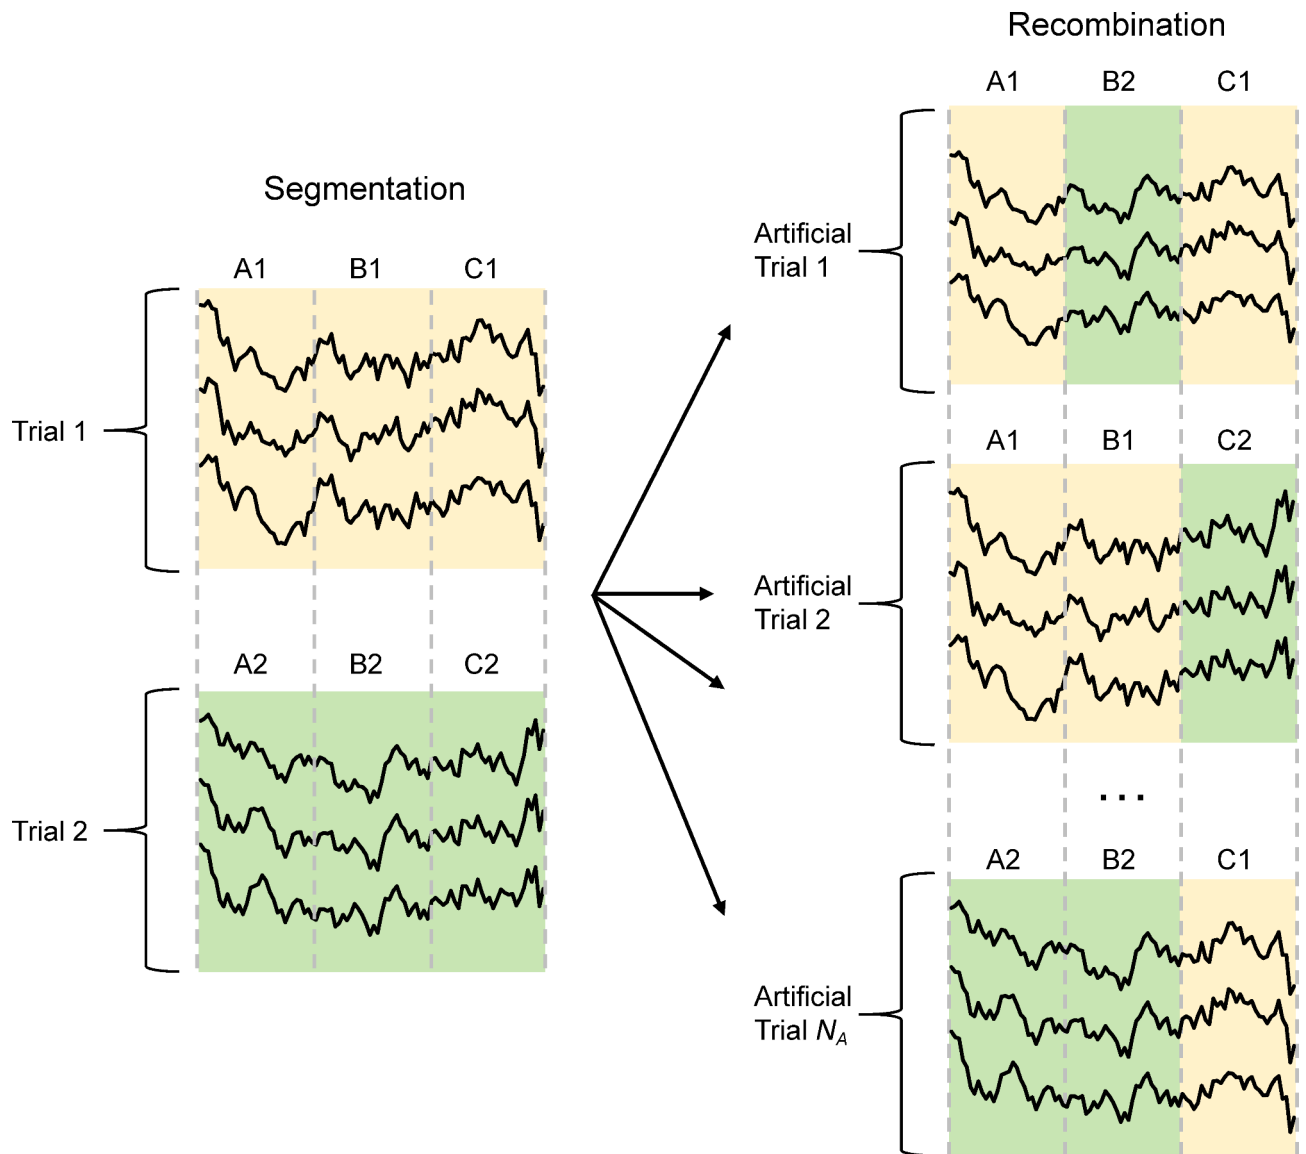 Segmentation
A1 B1 C1
Trial 1
A2 B2 C2
Trial 2
Recombination
A1 B2 C1
Artificial
Trial 1
A1 B1 C2
Artificial
Trial 2
...
A2 B2 C1
Artificial
Trial N_A